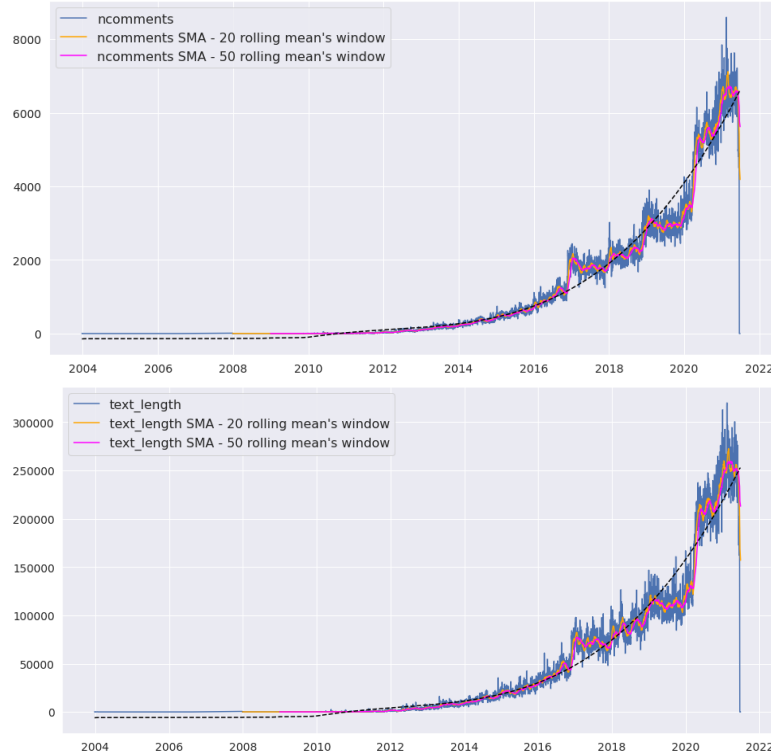 ncomments
ncomments SMA - 20 rolling mean's window
ncomments SMA - 50 rolling mean's window
8000
6000
4000
2000
0
2004 2006 2008 2010 2012 2014 2016 2018 2020 2022
text_length
text_length SMA - 20 rolling mean's window
text_length SMA - 50 rolling mean's window
300000
250000
200000
150000
100000
50000
0
2004 2006 2008 2010 2012 2014 2016 2018 2020 2022